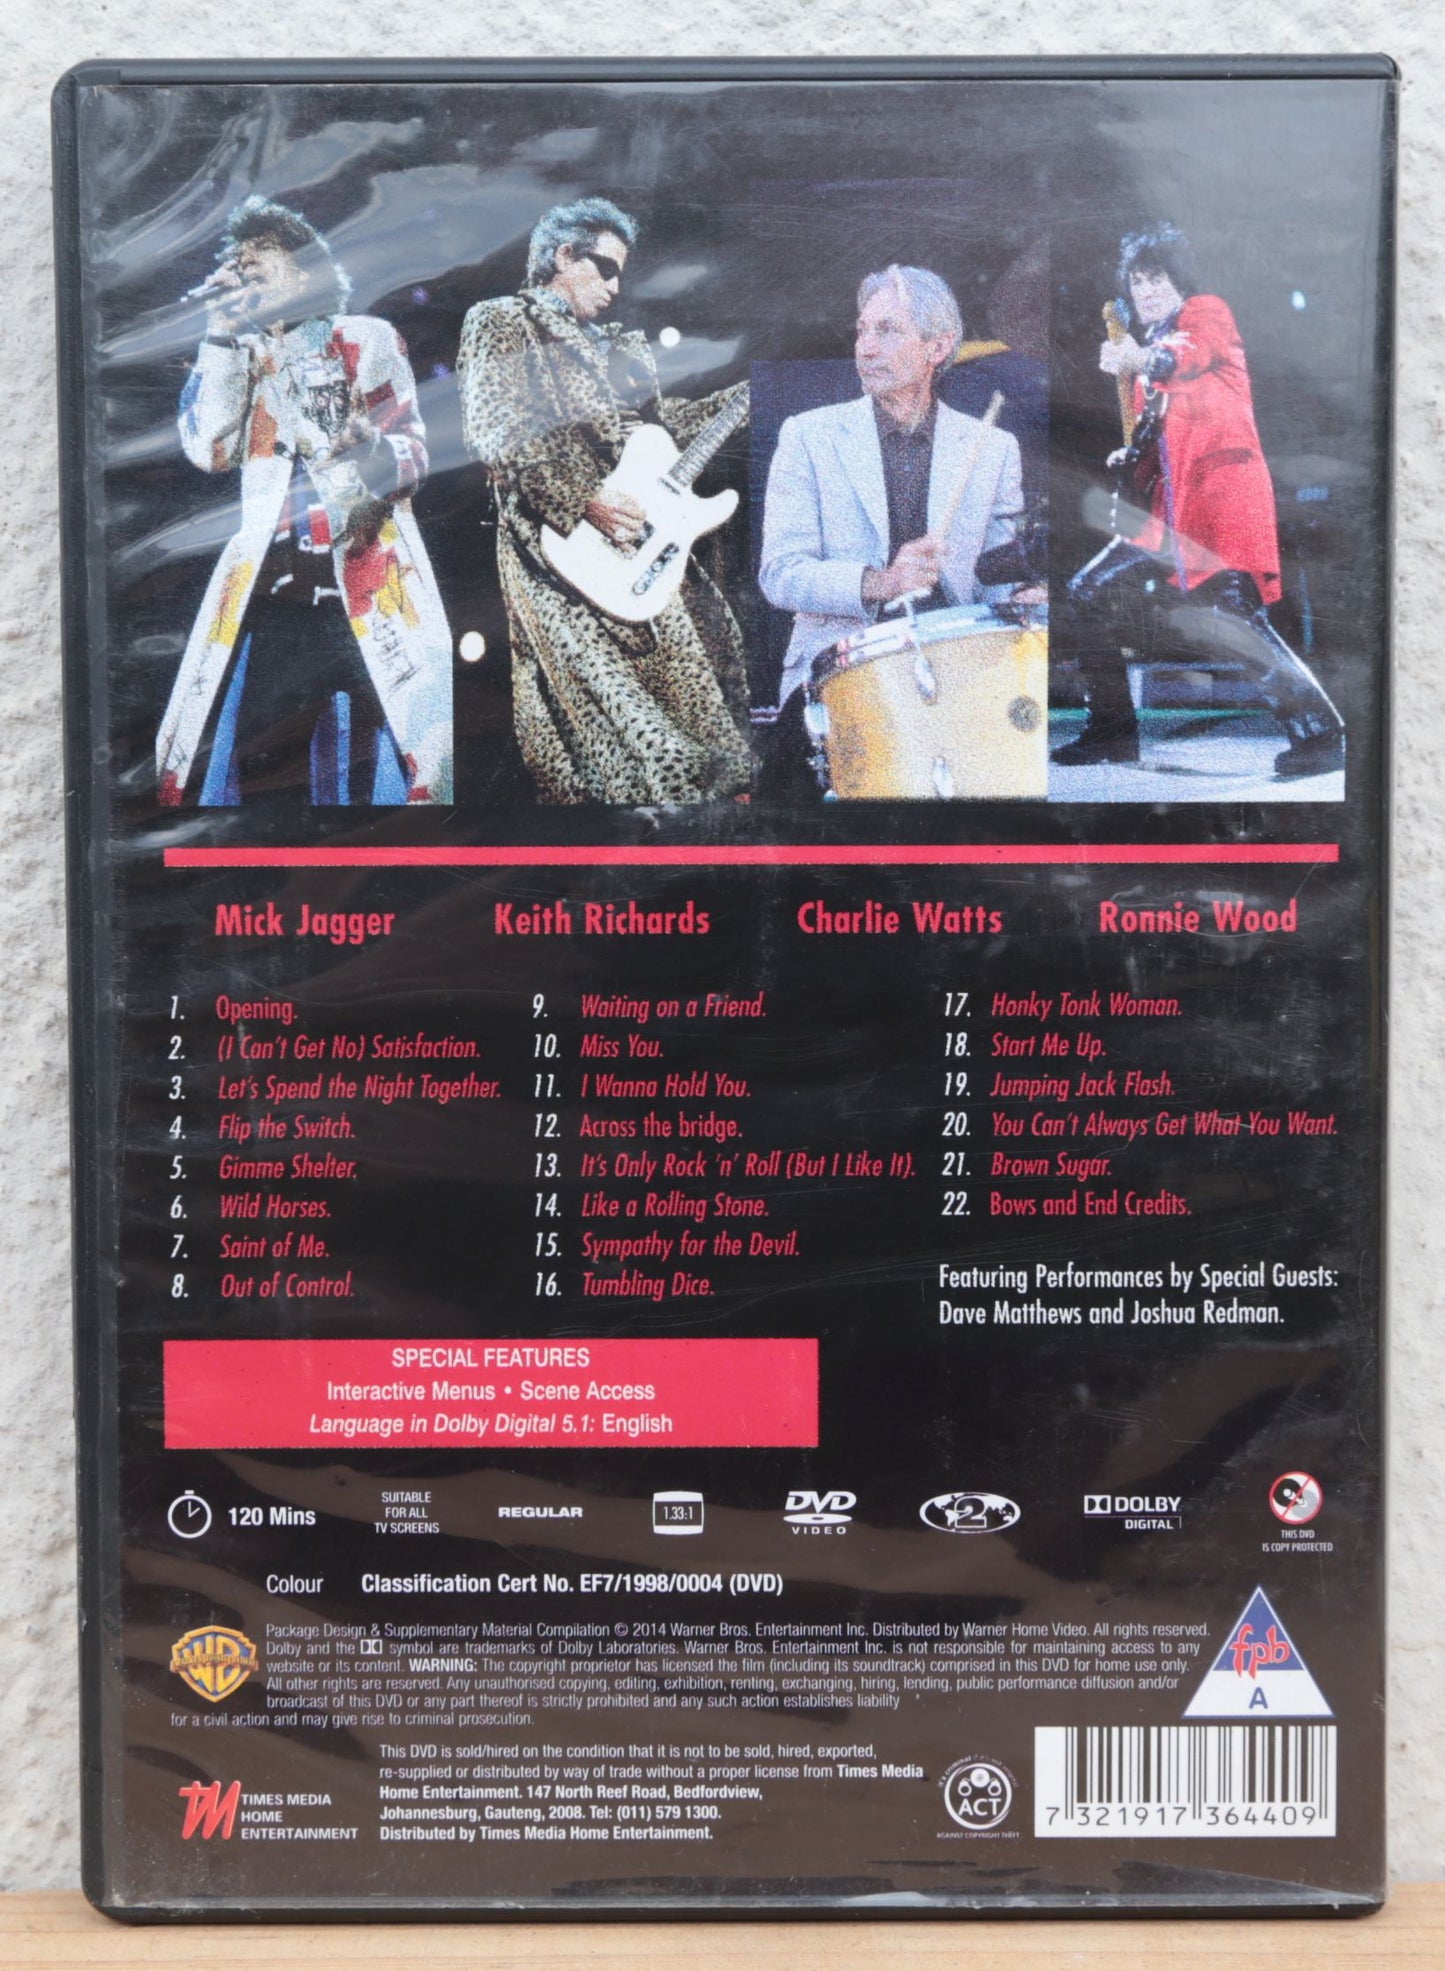 Mick Jagger
Keith Richards
Charlie Watts
Ronnie Wood
1. Opening.
2. (I Can't Get No) Satisfaction.
3. Let's Spend the Night Together.
4. Flip the Switch.
5. Gimme Shelter.
6. Wild Horses.
7. Saint of Me.
8. Out of Control.
9. Waiting on a Friend.
10. Miss You.
11. I Wanna Hold You.
12. Across the bridge.
13. It's Only Rock 'n' Roll (But I Like It).
14. Like a Rolling Stone.
15. Sympathy for the Devil.
16. Tumbling Dice.
17. Honky Tonk Woman.
18. Start Me Up.
19. Jumping Jack Flash.
20. You Can't Always Get What You Want.
21. Brown Sugar.
22. Bows and End Credits.
Featuring Performances by Special Guests:
Dave Matthews and Joshua Redman.
SPECIAL FEATURES
Interactive Menus • Scene Access
Language in Dolby Digital 5.1: English
120 Mins
SUITABLE
FOR ALL
TV SCREENS
REGULAR
1.33:1
DVD
VIDEO
2
DOLBY
DIGITAL
THIS DVD
IS COPY PROTECTED
Colour Classification Cert No. EF7/1998/0004 (DVD)
WB
Package Design & Supplementary Material Compilation © 2014 Warner Bros. Entertainment Inc. Distributed by Warner Home Video. All rights reserved.
Dolby and the symbol are trademarks of Dolby Laboratories. Warner Bros. Entertainment Inc. is not responsible for maintaining access to any
website or its content. WARNING: The copyright proprietor has licensed the film (including its soundtrack) comprised in this DVD for home use only.
All other rights are reserved. Any unauthorised copying, editing, exhibition, renting, exchanging, hiring, lending, public performance diffusion and/or
broadcast of this DVD or any part thereof is strictly prohibited and any such action establishes liability
for a civil action and may give rise to criminal prosecution.
fpb
A
TM
TIMES MEDIA
HOME
ENTERTAINMENT
This DVD is sold/hired on the condition that it is not to be sold, hired, exported,
re-supplied or distributed by way of trade without a proper license from Times Media
Home Entertainment. 147 North Reef Road, Bedfordview,
Johannesburg, Gauteng, 2008. Tel: (011) 579 1300.
Distributed by Times Media Home Entertainment.
ACT
AGAINST COPYRIGHT THEFT
7 321917 364409